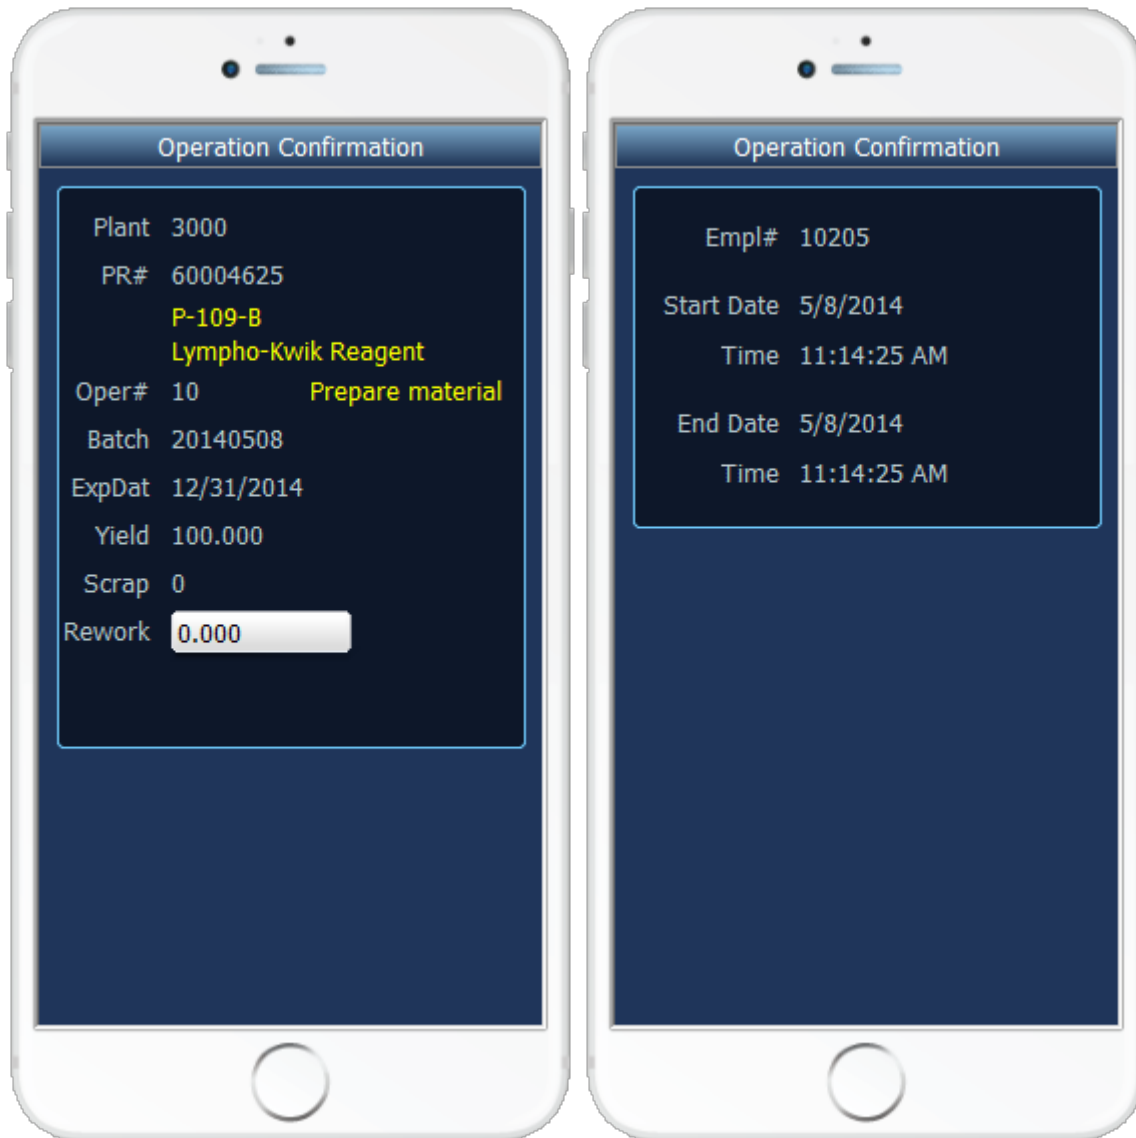 Operation Confirmation
Plant 3000
PR# 60004625
P-109-B
Lympho-Kwik Reagent
Oper# 10 Prepare material
Batch 20140508
ExpDat 12/31/2014
Yield 100.000
Scrap 0
Rework 0.000
Operation Confirmation
Empl# 10205
Start Date 5/8/2014
Time 11:14:25 AM
End Date 5/8/2014
Time 11:14:25 AM